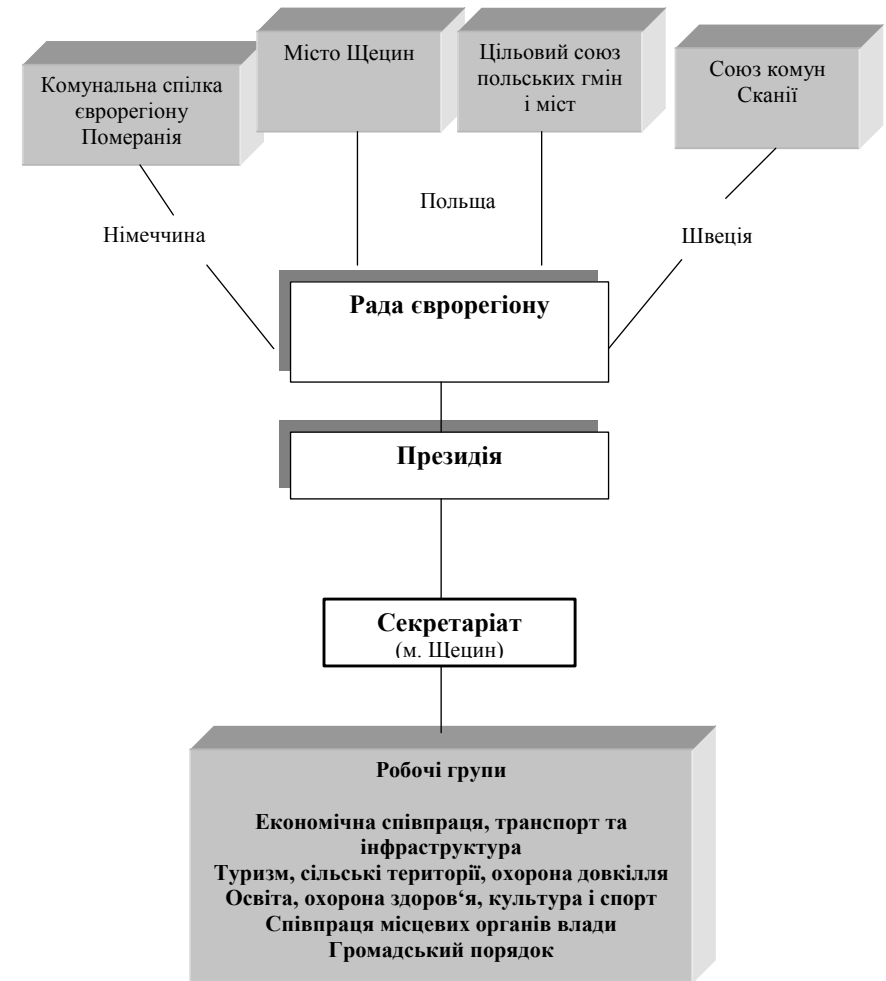 Комунальна спілка
єврорегіону
Померанія
Місто Щецин
Цільовий союз
польських гмін
і міст
Союз комун
Сканії
Німеччина
Польща
Швеція
Рада єврорегіону
Президія
Секретаріат
(м. Щецин)
Робочі групи
Економічна співпраця, транспорт та
інфраструктура
Туризм, сільські території, охорона довкілля
Освіта, охорона здоров‘я, культура і спорт
Співпраця місцевих органів влади
Громадський порядок